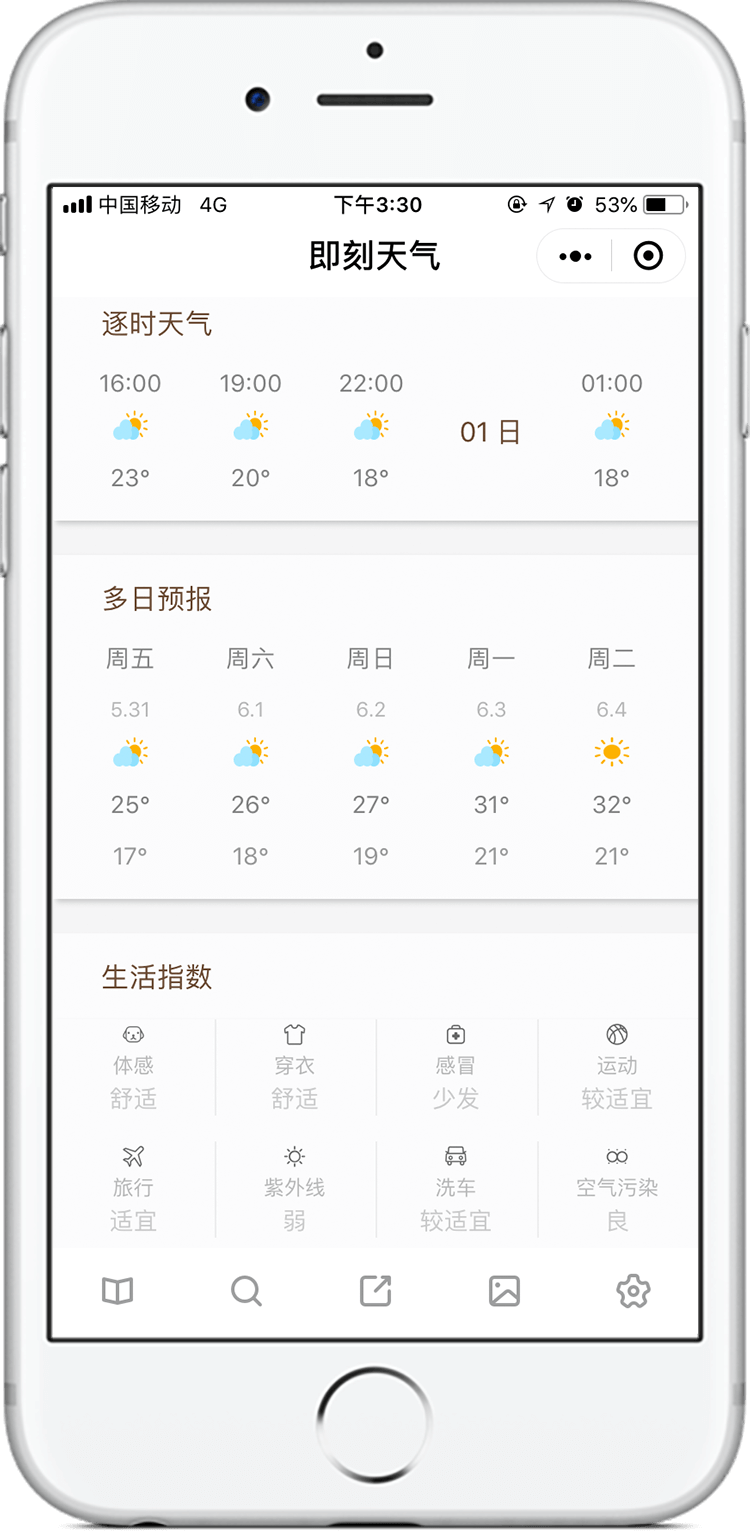 中国移动 4G 下午3:30 53%
即刻天气
逐时天气
16:00 19:00 22:00 01:00
01 日
23° 20° 18° 18°
多日预报
周五 周六 周日 周一 周二
5.31 6.1 6.2 6.3 6.4
25° 26° 27° 31° 32°
17° 18° 19° 21° 21°
生活指数
体感 穿衣 感冒 运动
舒适 舒适 少发 较适宜
旅行 紫外线 洗车 空气污染
适宜 弱 较适宜 良